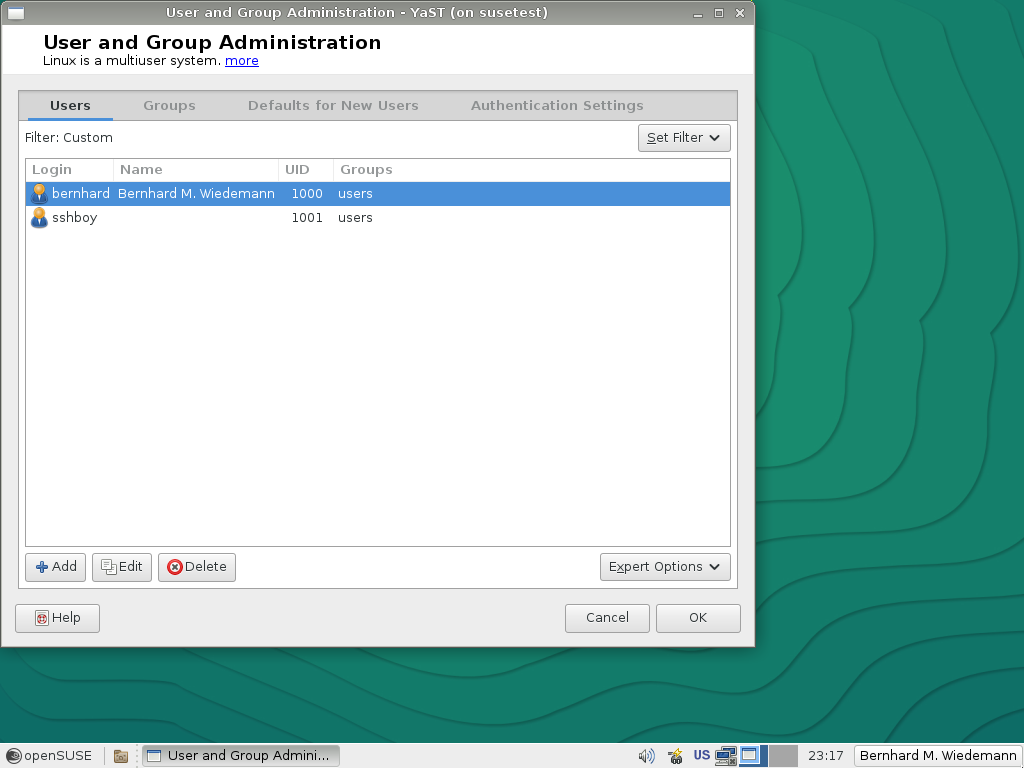 User and Group Administration - YaST (on susetest)
User and Group Administration
Linux is a multiuser system. more
Users Groups Defaults for New Users Authentication Settings
Filter: Custom Set Filter
Login Name UID Groups
bernhard Bernhard M. Wiedemann 1000 users
sshboy 1001 users
Add Edit Delete Expert Options
Help Cancel OK
openSUSE User and Group Admini... US 23:17 Bernhard M. Wiedemann